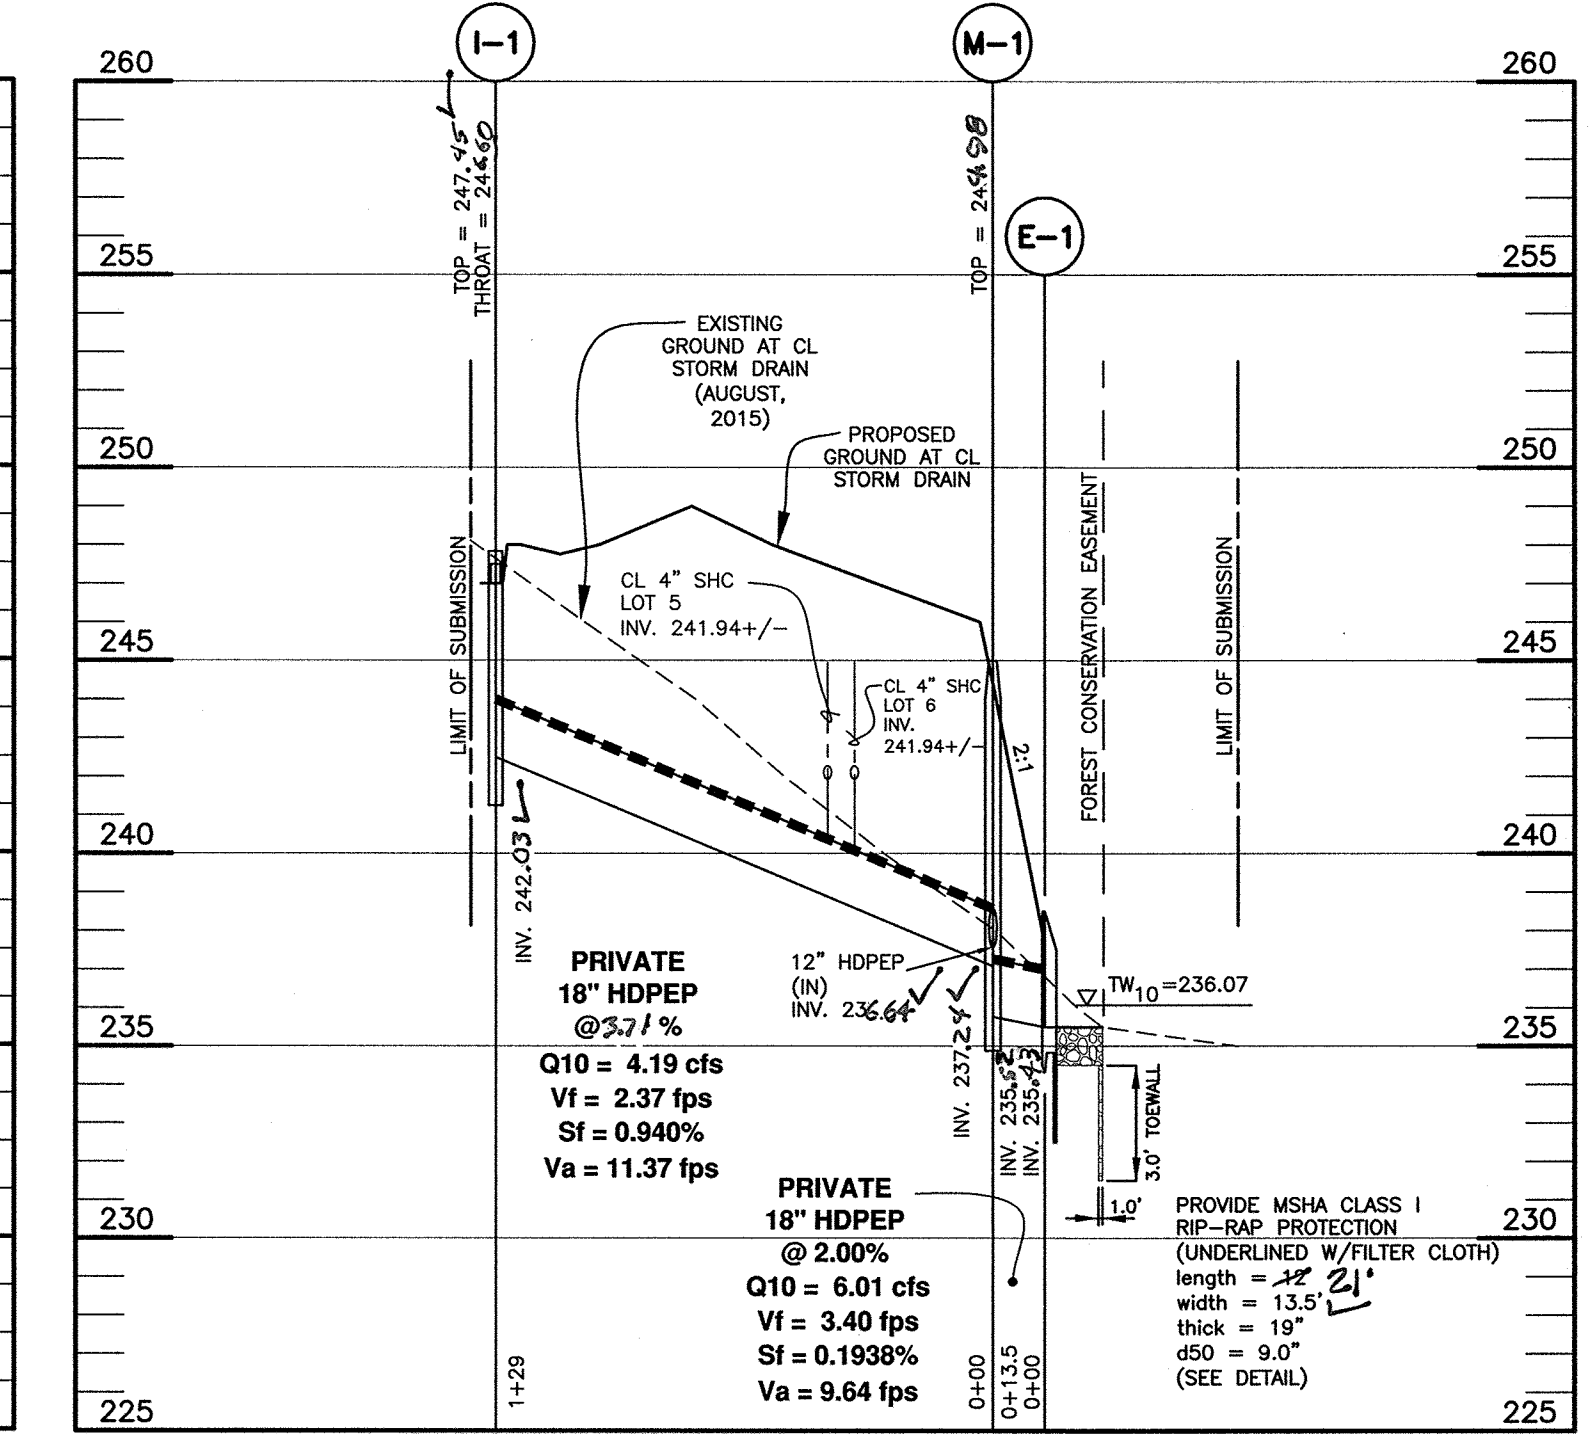 I-1
M-1
E-1
260
255
250
245
240
235
230
225
260
255
250
245
240
235
230
225
TOP = 247.45
THROAT = 246.60
TOP = 244.98
EXISTING
GROUND AT CL
STORM DRAIN
(AUGUST,
2015)
PROPOSED
GROUND AT CL
STORM DRAIN
LIMIT OF SUBMISSION
CL 4" SHC
LOT 5
INV. 241.94+/-
CL 4" SHC
LOT 6
INV.
241.94+/-
2:1
FOREST CONSERVATION EASEMENT
LIMIT OF SUBMISSION
INV. 242.03
PRIVATE
18" HDPEP
@3.71%
Q10 = 4.19 cfs
Vf = 2.37 fps
Sf = 0.940%
Va = 11.37 fps
12" HDPEP
(IN)
INV. 236.64
INV. 237.24
INV. 235.52
INV. 235.43
TW10=236.07
3.0' TOEWALL
1.0'
PRIVATE
18" HDPEP
@ 2.00%
Q10 = 6.01 cfs
Vf = 3.40 fps
Sf = 0.1938%
Va = 9.64 fps
PROVIDE MSHA CLASS I
RIP-RAP PROTECTION
(UNDERLINED W/FILTER CLOTH)
length = 12' 21'
width = 13.5'
thick = 19"
d50 = 9.0"
(SEE DETAIL)
1+29
0+00
0+13.5
0+00